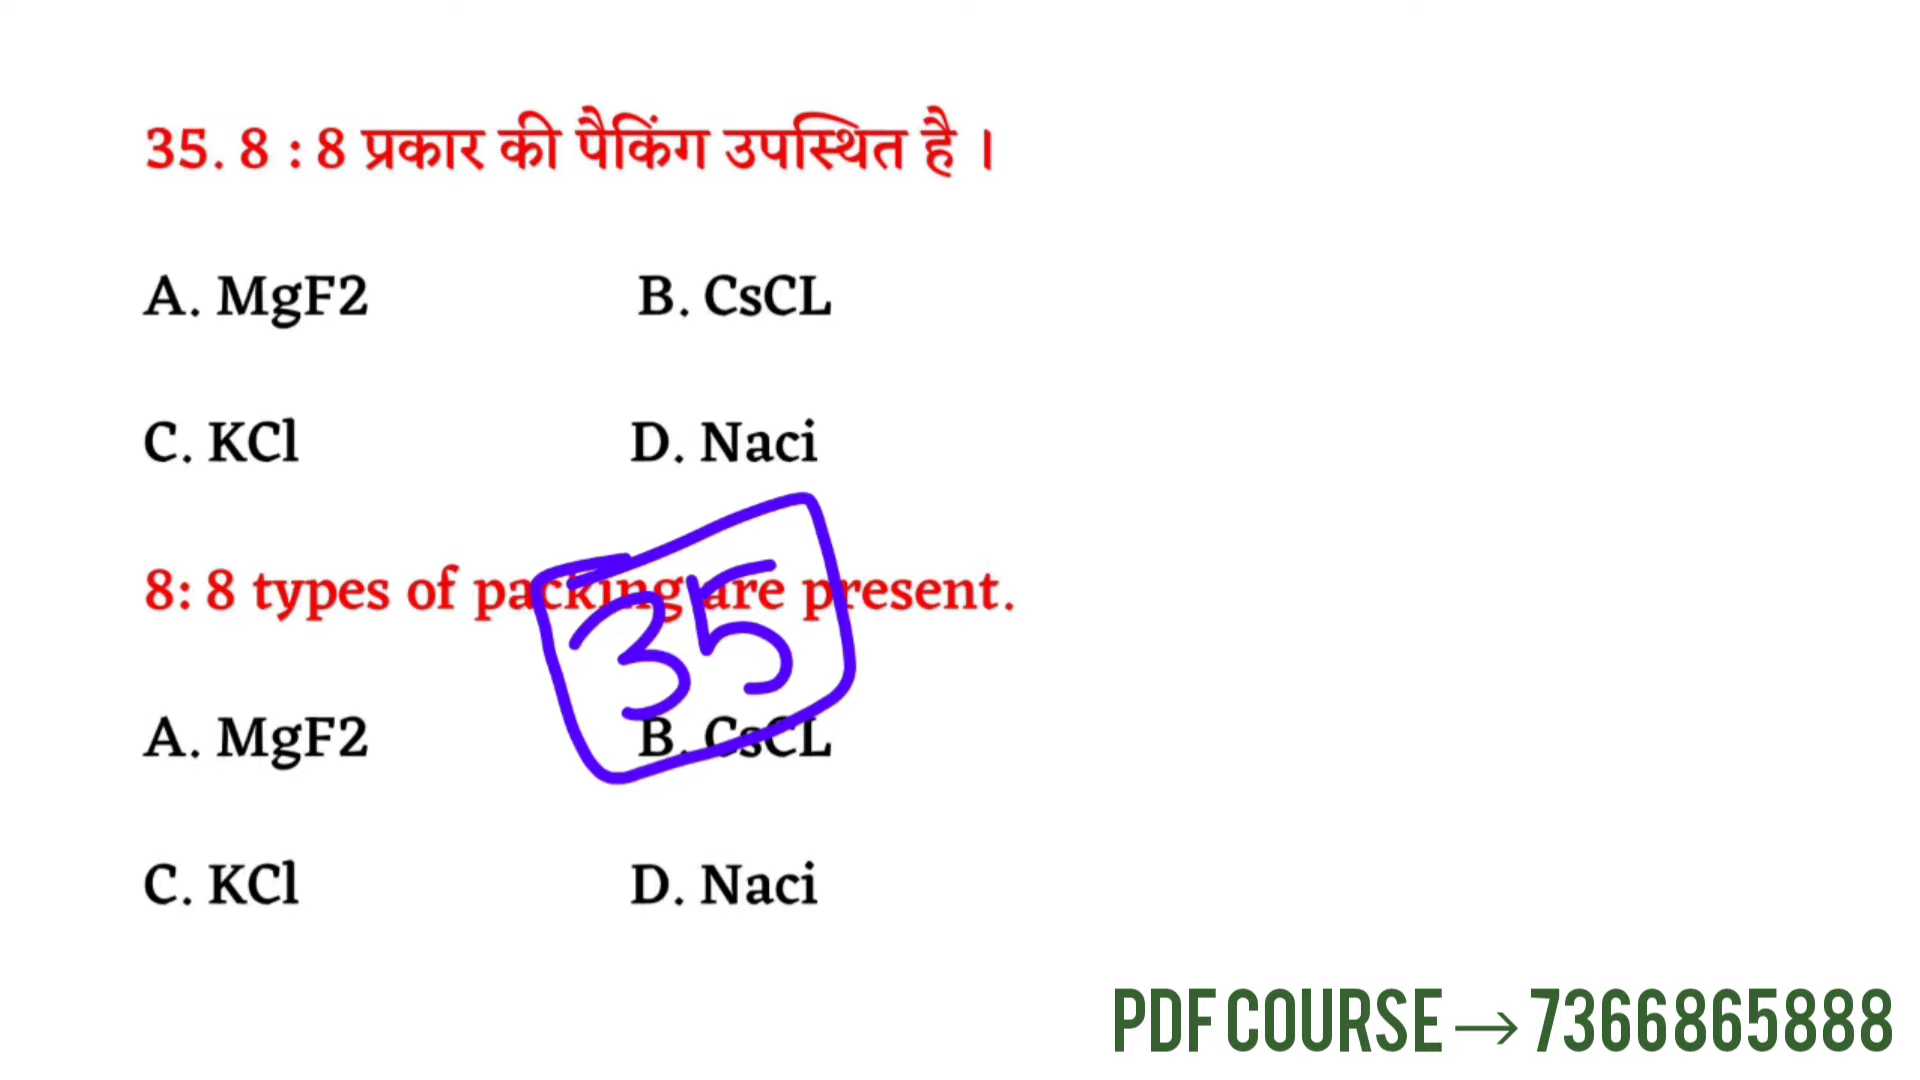 35. 8 : 8 प्रकार की पैकिंग उपस्थित है ।
A. MgF2 B. CsCL
C. KCl D. Naci
8: 8 types of packing are present.
35
A. MgF2 B. CsCL
C. KCl D. Naci
PDF COURSE → 7366865888